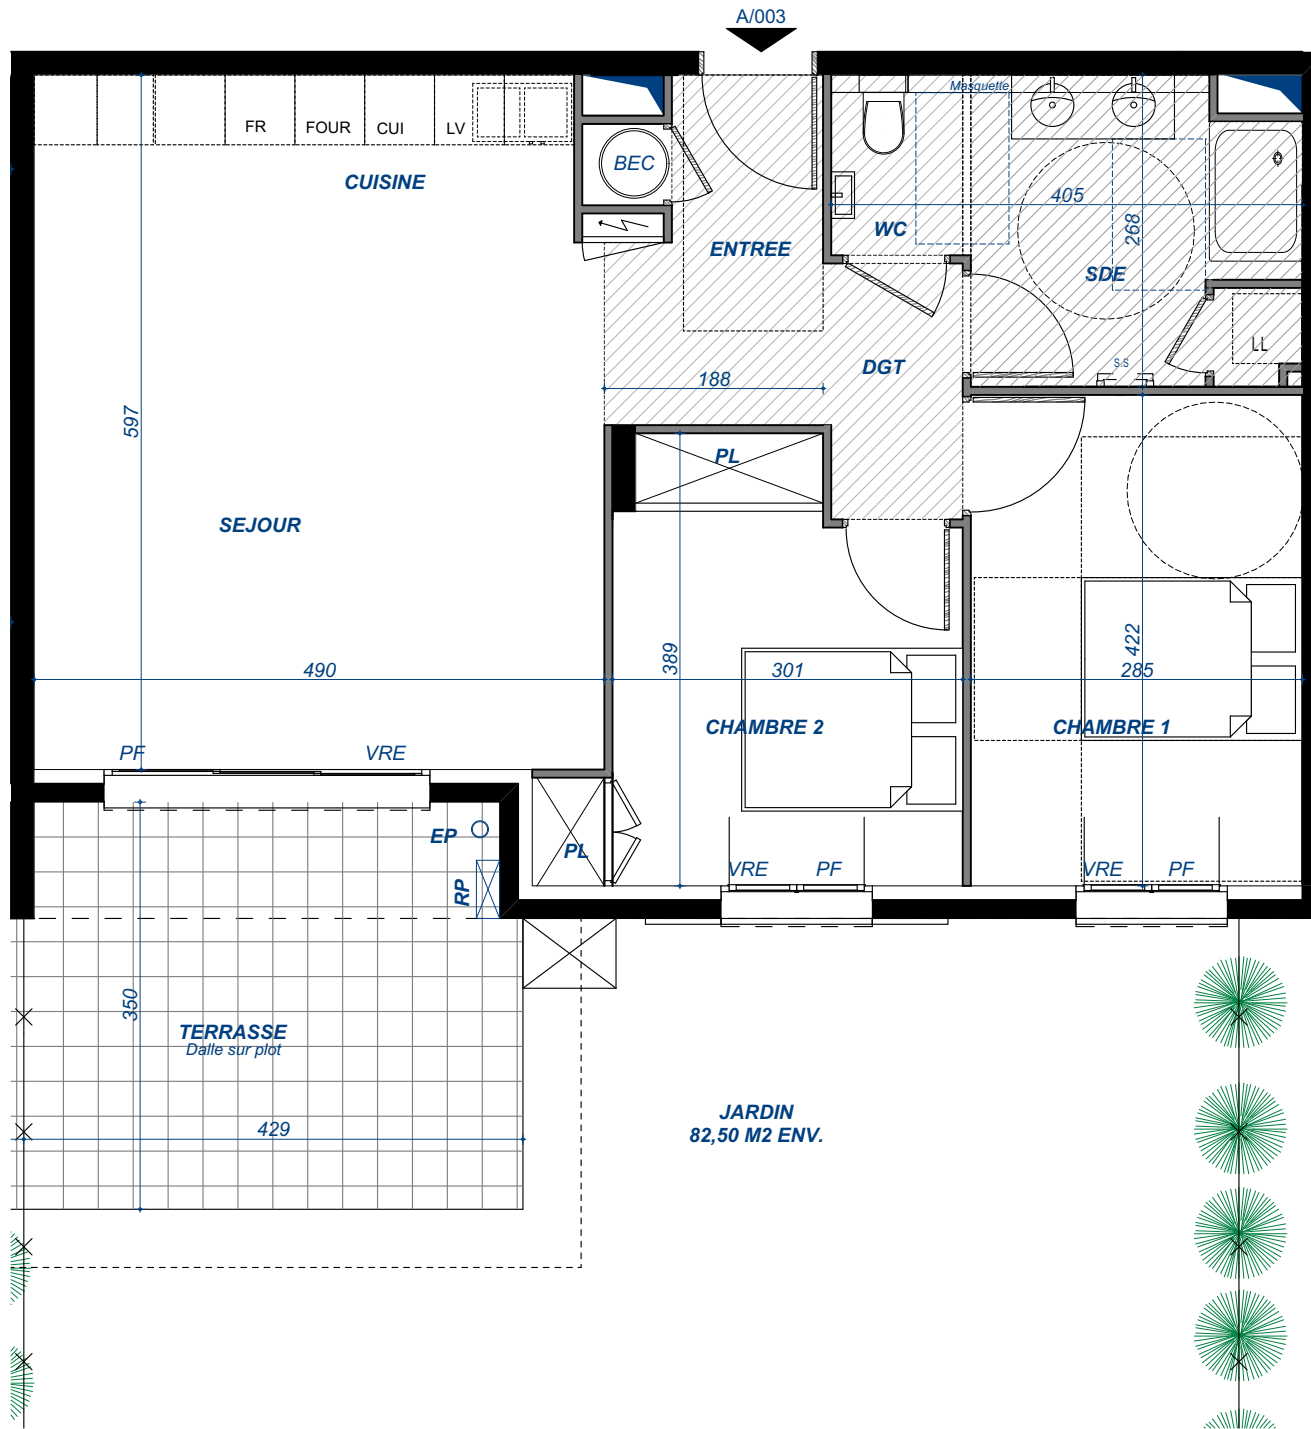 A/003
Masquette
FR
FOUR
CUI
LV
BEC
CUISINE
405
WC
268
ENTREE
SDE
LL
S.S
DGT
188
597
PL
SEJOUR
389
422
490
301
285
CHAMBRE 2
CHAMBRE 1
PF
VRE
EP
PL
RP
VRE
PF
VRE
PF
350
TERRASSE
Dalle sur plot
429
JARDIN
82,50 M2 ENV.